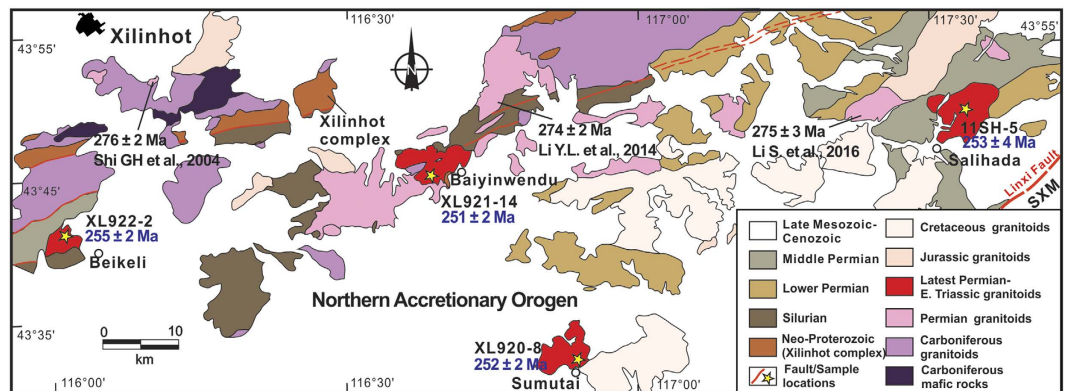 116°30'
117°00'
117°30'
43°55'
43°55'
Xilinhot
N
276 ± 2 Ma
Shi GH et al., 2004
Xilinhot
complex
274 ± 2 Ma
Li Y.L. et al., 2014
275 ± 3 Ma
Li S. et al., 2016
11SH-5
253 ± 4 Ma
Salihada
Linxi Fault
SXM
43°45'
Baiyinwendu
XL921-14
251 ± 2 Ma
XL922-2
255 ± 2 Ma
Beikeli
Northern Accretionary Orogen
43°35'
0 10
km
XL920-8
252 ± 2 Ma
Sumutai
116°00'
116°30'
117°00'
Late Mesozoic-
Cenozoic
Middle Permian
Lower Permian
Silurian
Neo-Proterozoic
(Xilinhot complex)
Fault/Sample
locations
Cretaceous granitoids
Jurassic granitoids
Latest Permian-
E. Triassic granitoids
Permian granitoids
Carboniferous
granitoids
Carboniferous
mafic rocks